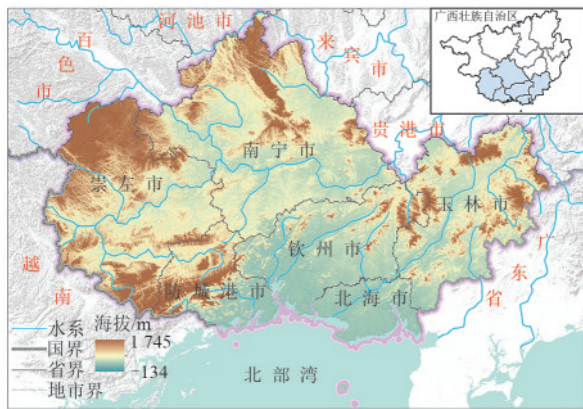 广西壮族自治区
河池市
来宾市
百色市
贵港市
南宁市
崇左市
玉林市
钦州市
防城港市
北海市
广东省
越南
水系
国界
省界
地市界
海拔/m
1 745
-134
北部湾